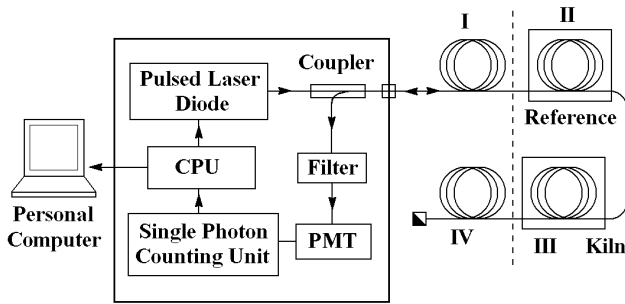 I
II
Coupler
Pulsed Laser
Diode
Reference
CPU
Filter
Personal
Computer
Single Photon
Counting Unit
PMT
IV
III
Kiln